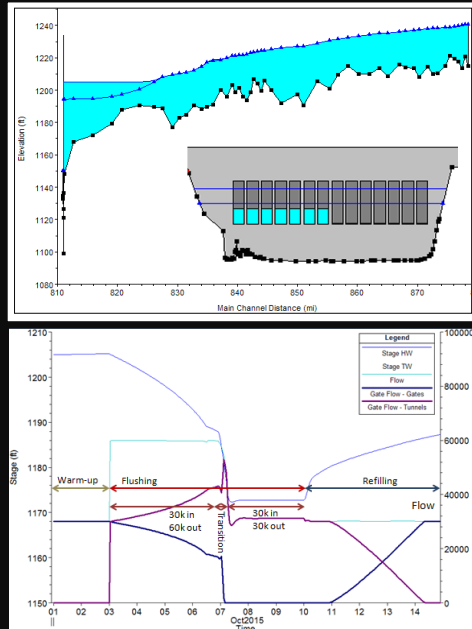 1240
1220
1200
1180
1160
1140
1120
1100
1080
Elevation (ft)
810 820 830 840 850 860 870
Main Channel Distance (mi)
1210
1200
1190
1180
1170
1160
1150
Stage (ft)
100000
80000
60000
40000
20000
0
Flow
Legend
Stage HW
Stage TW
Flow
Gate Flow - Gates
Gate Flow - Tunnels
Warm-up
Flushing
Refilling
30k in
60k out
Transition
30k in
30k out
01 02 03 04 05 06 07 08 09 10 11 12 13 14
Oct2015
Time